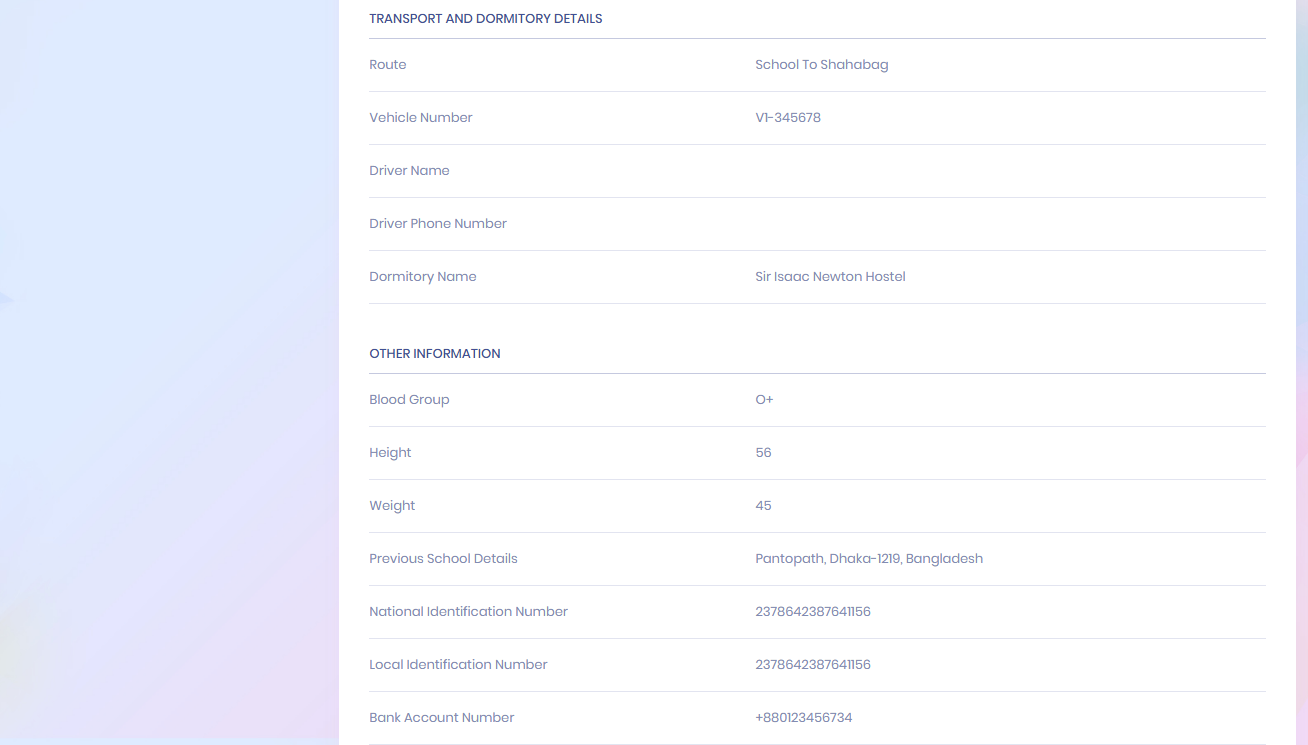 TRANSPORT AND DORMITORY DETAILS
Route School To Shahabag
Vehicle Number V1-345678
Driver Name
Driver Phone Number
Dormitory Name Sir Isaac Newton Hostel
OTHER INFORMATION
Blood Group O+
Height 56
Weight 45
Previous School Details Pantopath, Dhaka-1219, Bangladesh
National Identification Number 2378642387641156
Local Identification Number 2378642387641156
Bank Account Number +880123456734